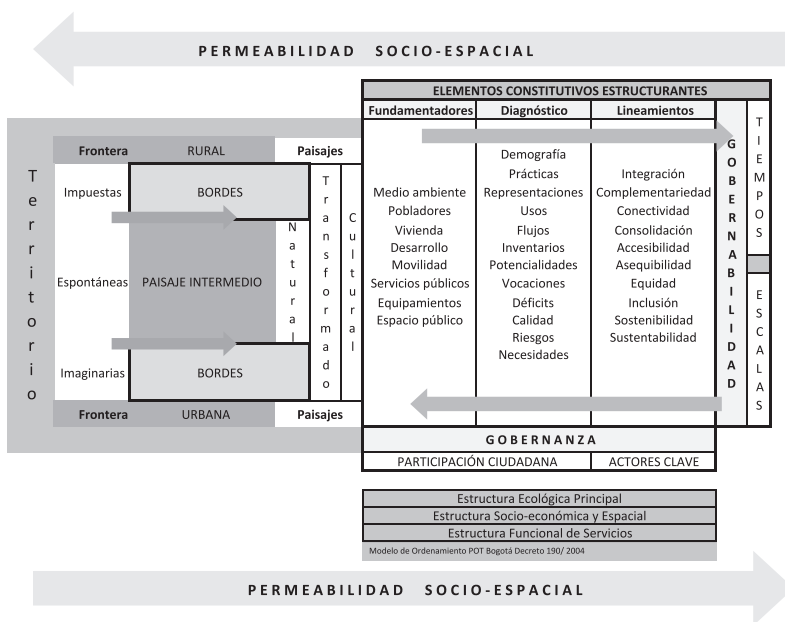 PERMEABILIDAD SOCIO-ESPACIAL
ELEMENTOS CONSTITUTIVOS ESTRUCTURANTES
Fundamentadores Diagnóstico Lineamientos
Territorio
Frontera RURAL Paisajes
Impuestas
Espontáneas
Imaginarias
BORDES
PAISAJE INTERMEDIO
BORDES
Natural
Transformado
Cultural
Frontera URBANA Paisajes
Medio ambiente
Pobladores
Vivienda
Desarrollo
Movilidad
Servicios públicos
Equipamientos
Espacio público
Demografía
Prácticas
Representaciones
Usos
Flujos
Inventarios
Potencialidades
Vocaciones
Déficits
Calidad
Riesgos
Necesidades
Integración
Complementariedad
Conectividad
Consolidación
Accesibilidad
Asequibilidad
Equidad
Inclusión
Sostenibilidad
Sustentabilidad
GOBERNABILIDAD
TIEMPOS
ESCALAS
GOBERNANZA
PARTICIPACIÓN CIUDADANA ACTORES CLAVE
Estructura Ecológica Principal
Estructura Socio-económica y Espacial
Estructura Funcional de Servicios
Modelo de Ordenamiento POT Bogotá Decreto 190/ 2004
PERMEABILIDAD SOCIO-ESPACIAL